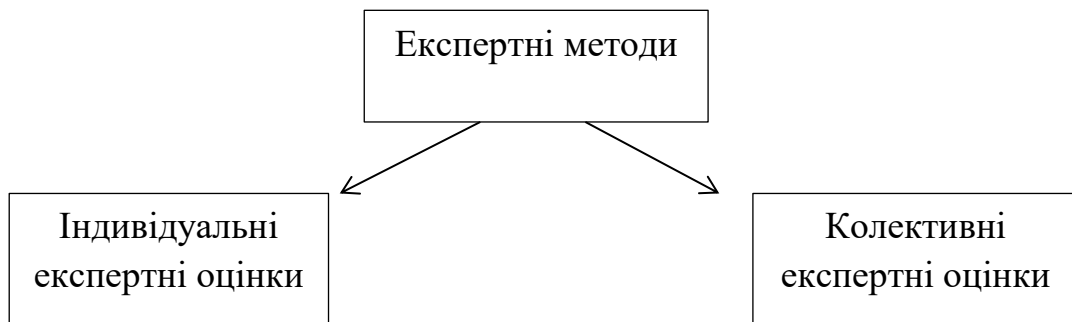 Експертні методи
Індивідуальні
експертні оцінки
Колективні
експертні оцінки